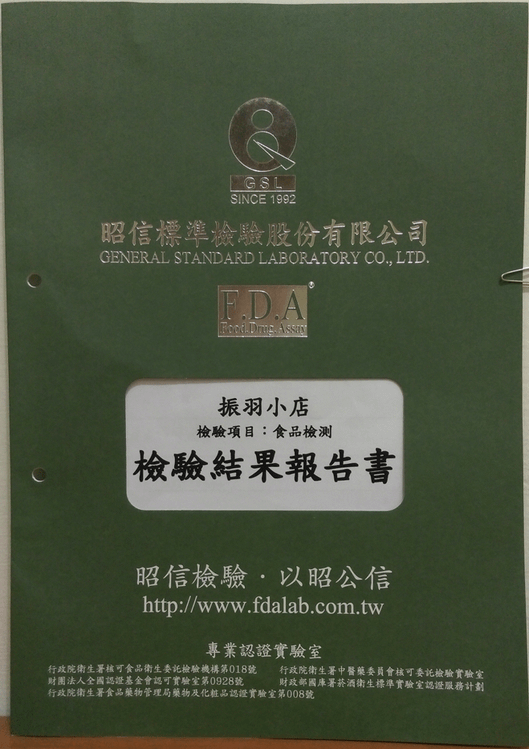 GSL
SINCE 1992
昭信標準檢驗股份有限公司
GENERAL STANDARD LABORATORY CO., LTD.
F.D.A®
Food.Drug.Assay
振羽小店
檢驗項目：食品檢測
檢驗結果報告書
昭信檢驗．以昭公信
http://www.fdalab.com.tw
專業認證實驗室
行政院衛生署核可食品衛生委託檢驗機構第018號 行政院衛生署中醫藥委員會核可委託檢驗實驗室
財團法人全國認證基金會認可實驗室第0928號 財政部國庫署菸酒衛生標準實驗室認證服務計劃
行政院衛生署食品藥物管理局藥物及化粧品認證實驗室第008號